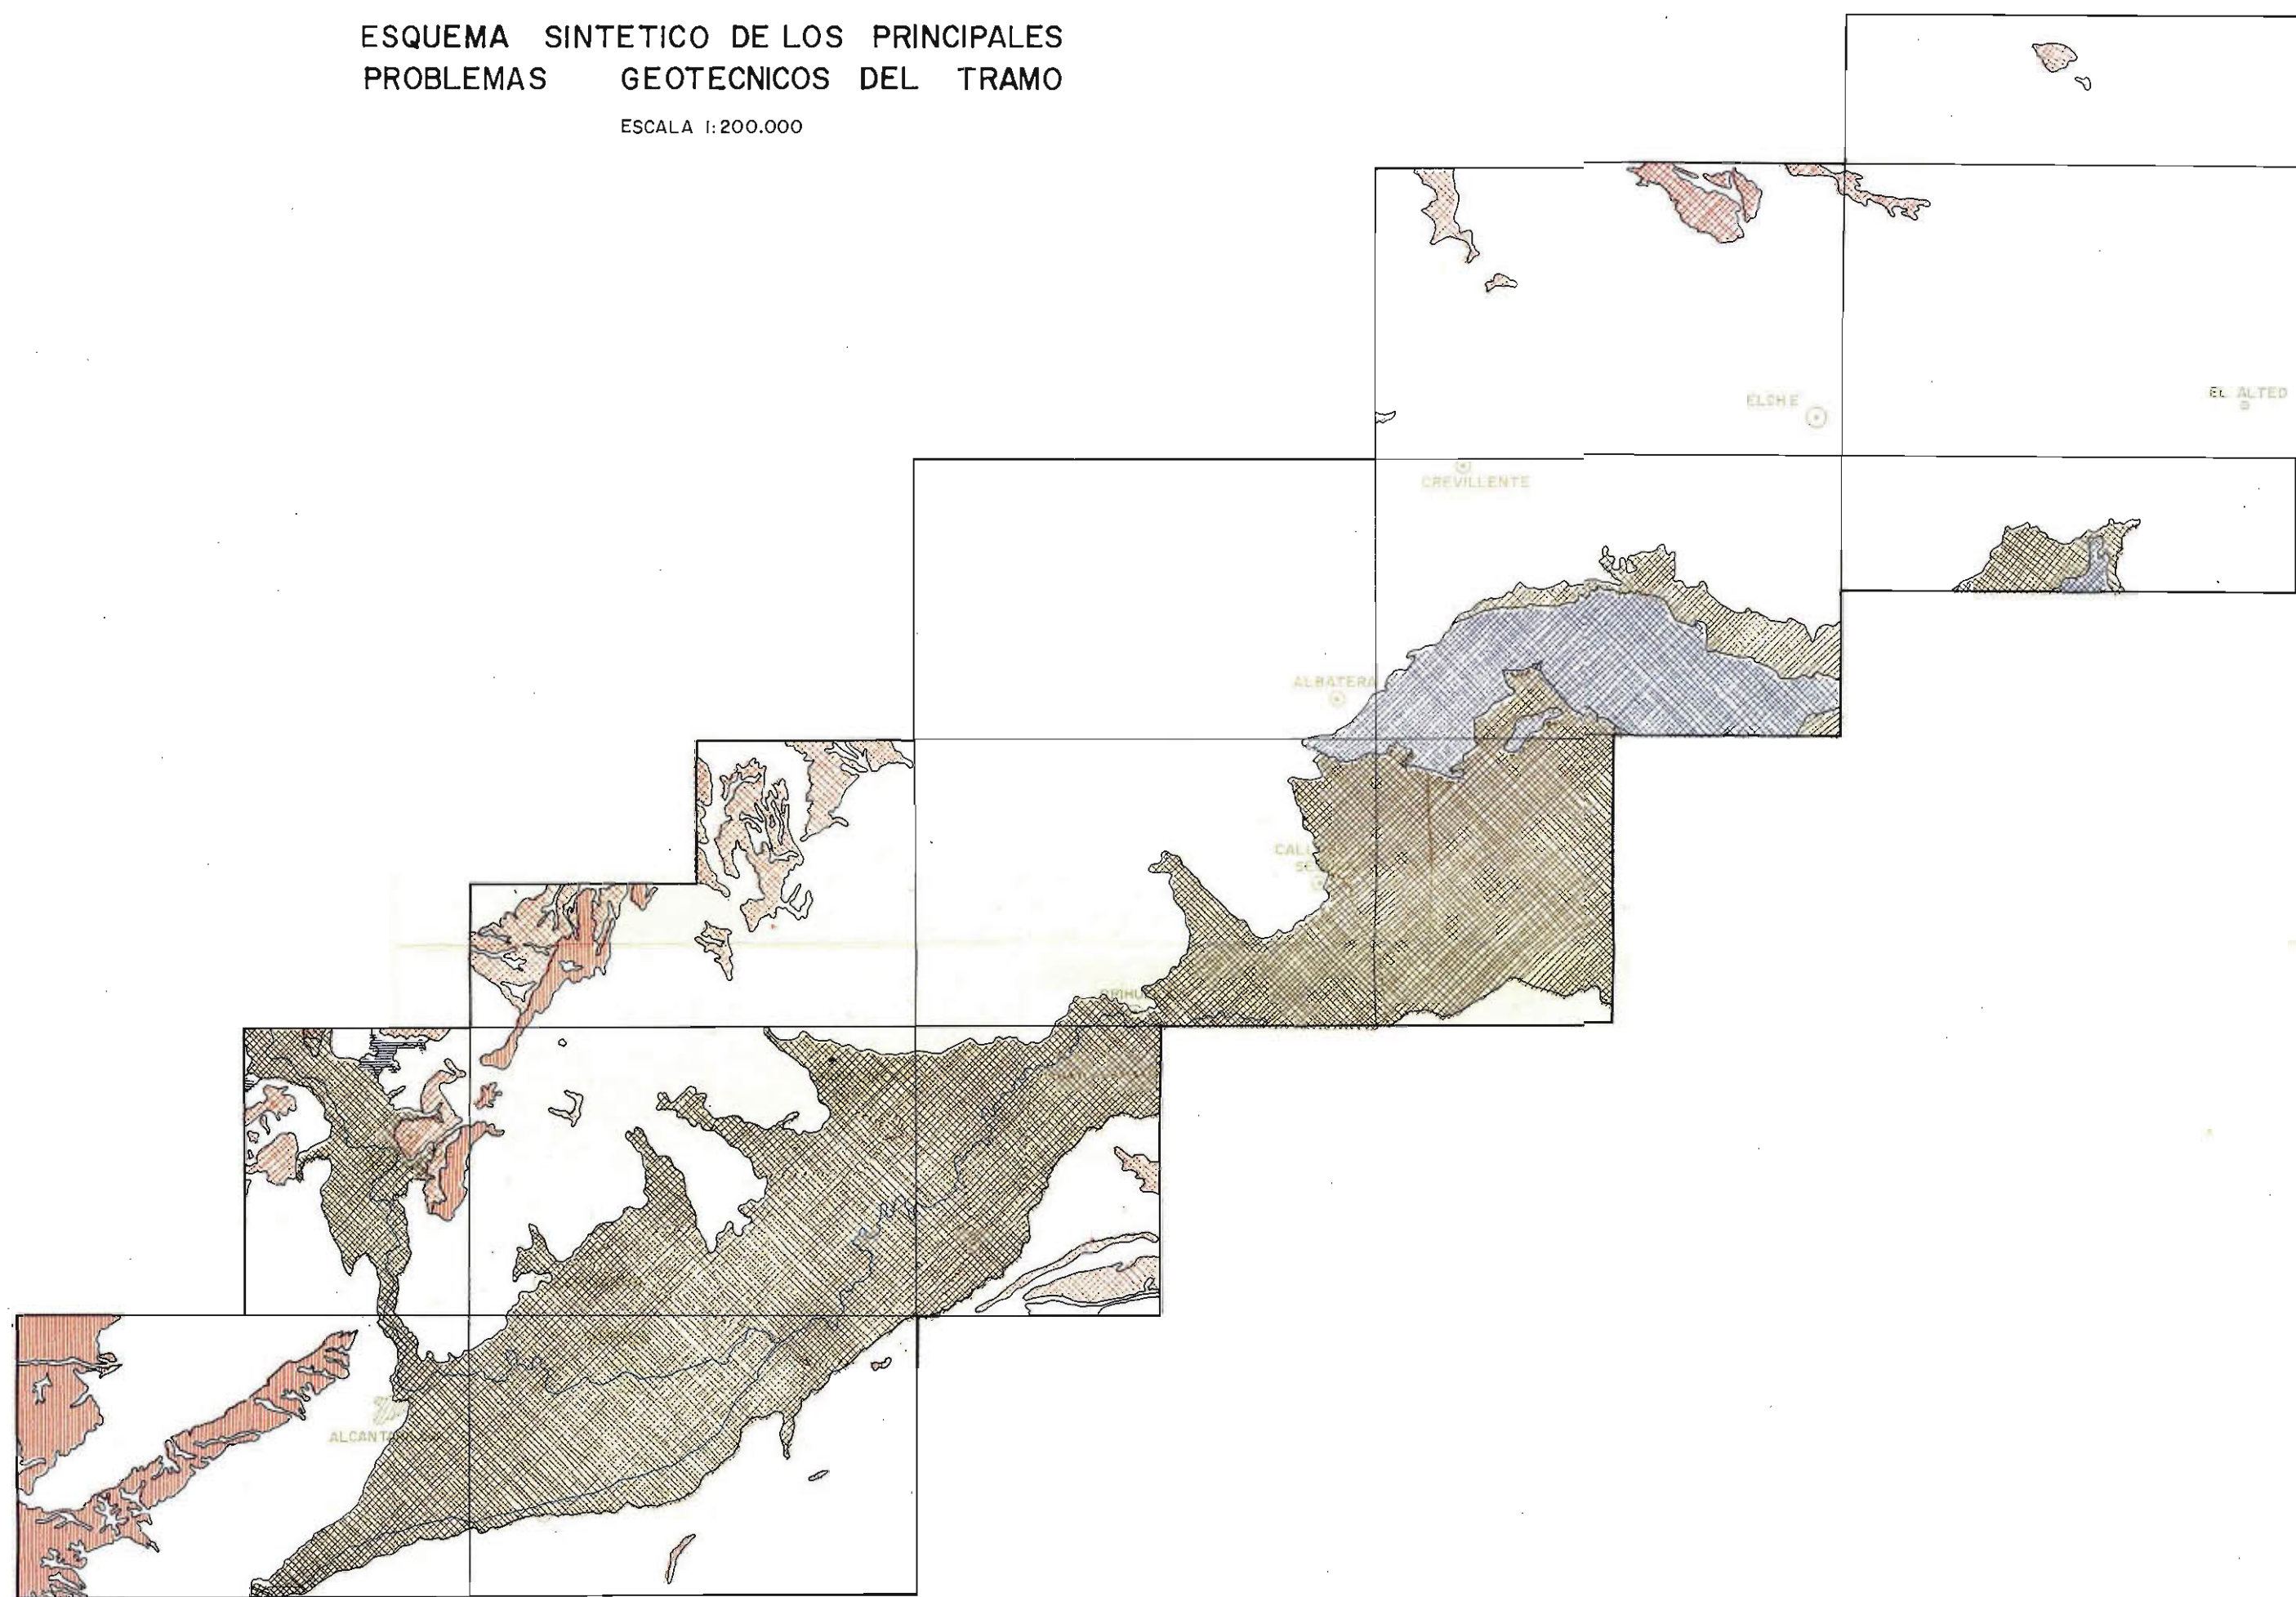 ESQUEMA SINTETICO DE LOS PRINCIPALES
PROBLEMAS GEOTECNICOS DEL TRAMO
ESCALA 1:200.000
ELCHE
EL ALTED
CREVILLENTE
ALBATERA